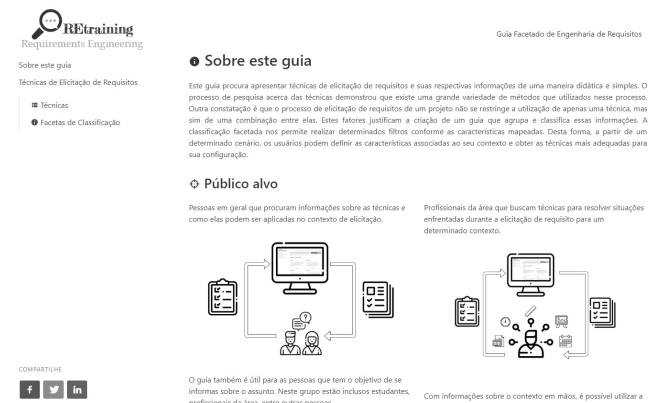 REtraining
Requirements Engineering
Sobre este guia
Técnicas de Elicitação de Requisitos
Técnicas
Facetas de Classificação
COMPARTILHE
Guia Facetado de Engenharia de Requisitos
Sobre este guia
Este guia procura apresentar técnicas de elicitação de requisitos e suas respectivas informações de uma maneira didática e simples. O
processo de pesquisa acerca das técnicas demonstrou que existe uma grande variedade de métodos que utilizados nesse processo.
Outra constatação é que o processo de elicitação de requisitos de um projeto não se restringe a utilização de apenas uma técnica, mas
sim de uma combinação entre elas. Estes fatores justificam a criação de um guia que agrupa e classifica essas informações. A
classificação facetada nos permite realizar determinados filtros conforme as características mapeadas. Desta forma, a partir de um
determinado cenário, os usuários podem definir as características associadas ao seu contexto e obter as técnicas mais adequadas para
sua configuração.
Público alvo
Pessoas em geral que procuram informações sobre as técnicas e
como elas podem ser aplicadas no contexto de elicitação.
O guia também é útil para as pessoas que tem o objetivo de se
informas sobre o assunto. Neste grupo estão inclusos estudantes,
profissionais da área, entre outras pessoas.
Profissionais da área que buscam técnicas para resolver situações
enfrentadas durante a elicitação de requisito para um
determinado contexto.
Com informações sobre o contexto em mãos, é possível utilizar a